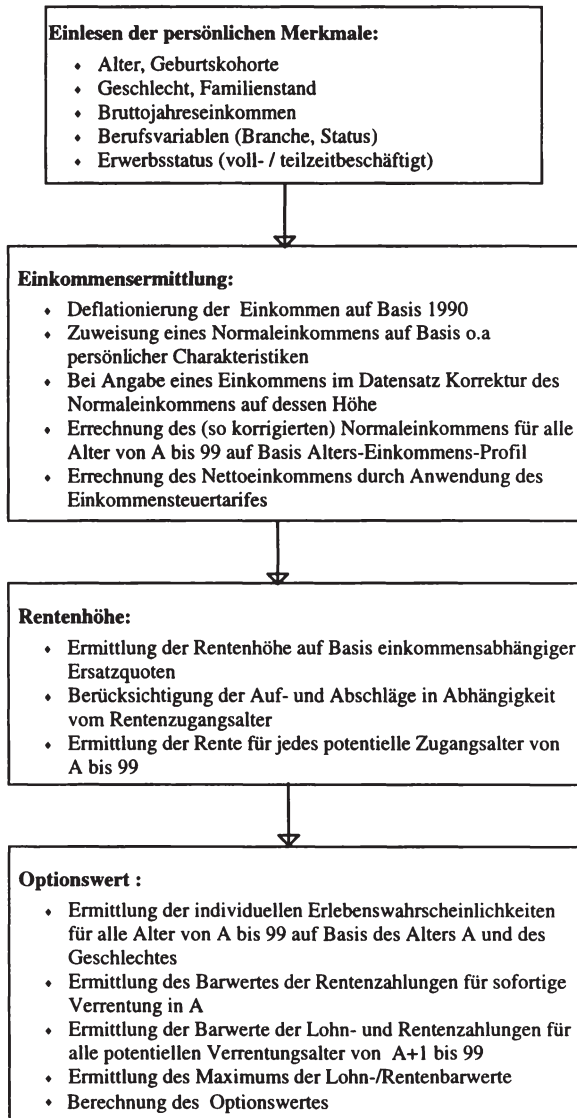 Einlesen der persönlichen Merkmale:
⬧ Alter, Geburtskohorte
⬧ Geschlecht, Familienstand
⬧ Bruttojahreseinkommen
⬧ Berufsvariablen (Branche, Status)
⬧ Erwerbsstatus (voll- / teilzeitbeschäftigt)
Einkommensermittlung:
⬧ Deflationierung der Einkommen auf Basis 1990
⬧ Zuweisung eines Normaleinkommens auf Basis o.a
persönlicher Charakteristiken
⬧ Bei Angabe eines Einkommens im Datensatz Korrektur des
Normaleinkommens auf dessen Höhe
⬧ Errechnung des (so korrigierten) Normaleinkommens für alle
Alter von A bis 99 auf Basis Alters-Einkommens-Profil
⬧ Errechnung des Nettoeinkommens durch Anwendung des
Einkommensteuertarifes
Rentenhöhe:
⬧ Ermittlung der Rentenhöhe auf Basis einkommensabhängiger
Ersatzquoten
⬧ Berücksichtigung der Auf- und Abschläge in Abhängigkeit
vom Rentenzugangsalter
⬧ Ermittlung der Rente für jedes potentielle Zugangsalter von
A bis 99
Optionswert :
⬧ Ermittlung der individuellen Erlebenswahrscheinlichkeiten
für alle Alter von A bis 99 auf Basis des Alters A und des
Geschlechtes
⬧ Ermittlung des Barwertes der Rentenzahlungen für sofortige
Verrentung in A
⬧ Ermittlung der Barwerte der Lohn- und Rentenzahlungen für
alle potentiellen Verrentungsalter von A+1 bis 99
⬧ Ermittlung des Maximums der Lohn-/Rentenbarwerte
⬧ Berechnung des Optionswertes